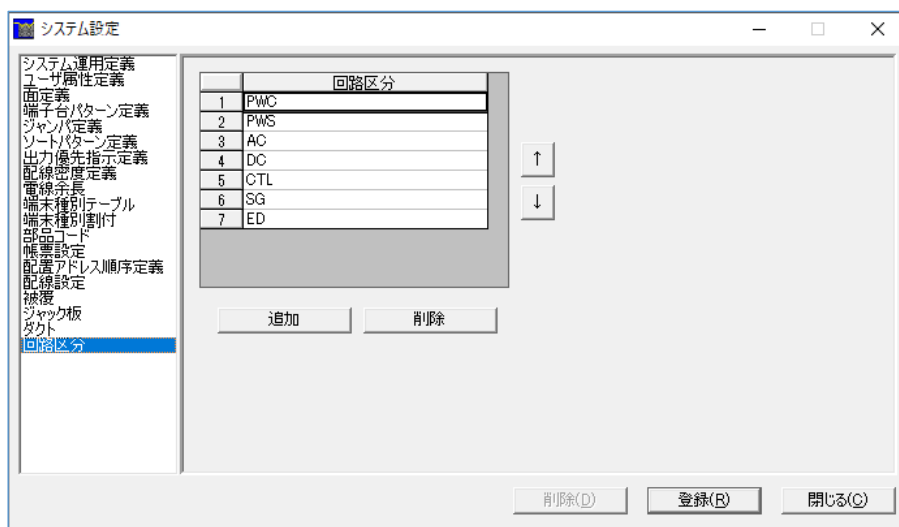 システム設定
システム運用定義
ユーザ属性定義
面定義
端子台パターン定義
ジャンパ定義
ソートパターン定義
出力優先指示定義
配線密度定義
電線余長
端末種別テーブル
端末種別割付
部品コード
帳票設定
配置アドレス順序定義
配線設定
被覆
ジャック板
ダクト
回路区分
回路区分
1 PWC
2 PWS
3 AC
4 DC
5 CTL
6 SG
7 ED
↑
↓
追加 削除
削除(D) 登録(R) 閉じる(C)